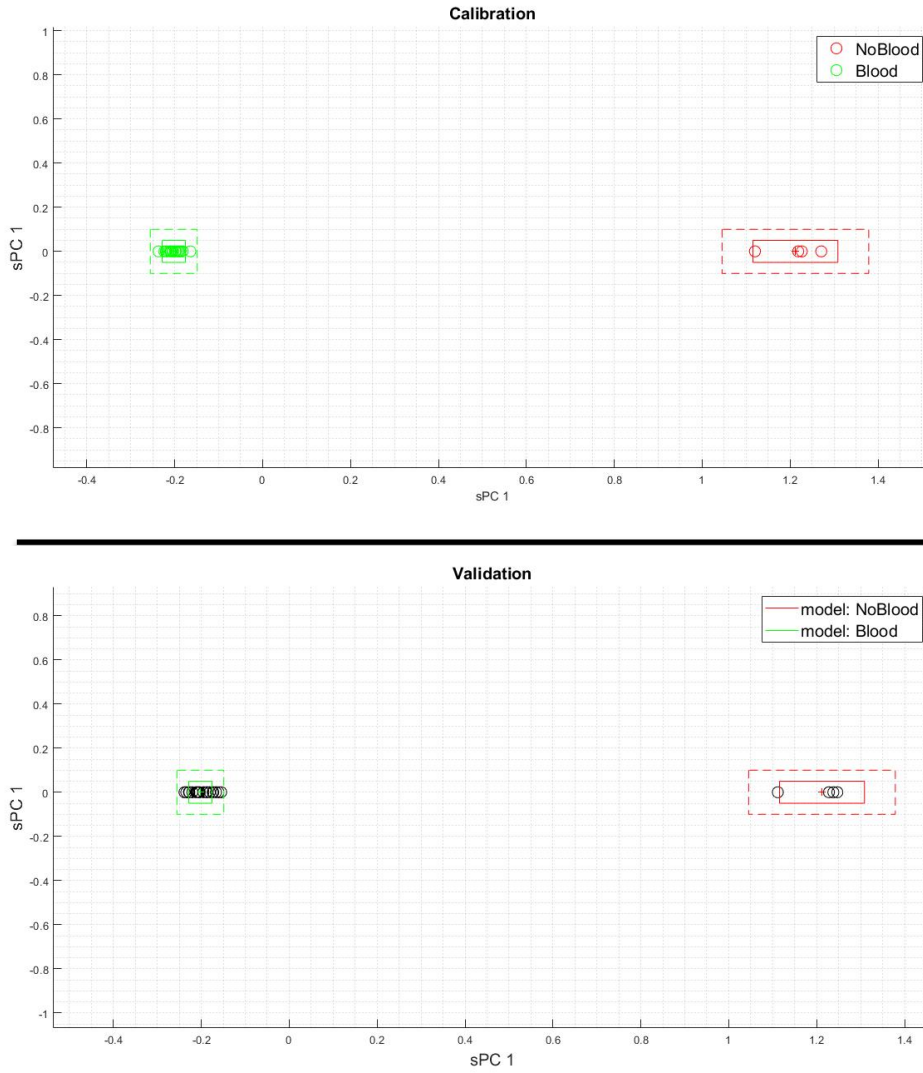 Calibration
NoBlood
Blood
1
0.8
0.6
0.4
0.2
0
-0.2
-0.4
-0.6
-0.8
sPC 1
-0.4 -0.2 0 0.2 0.4 0.6 0.8 1 1.2 1.4
sPC 1
Validation
model: NoBlood
model: Blood
0.8
0.6
0.4
0.2
0
-0.2
-0.4
-0.6
-0.8
-1
sPC 1
-0.4 -0.2 0 0.2 0.4 0.6 0.8 1 1.2 1.4
sPC 1